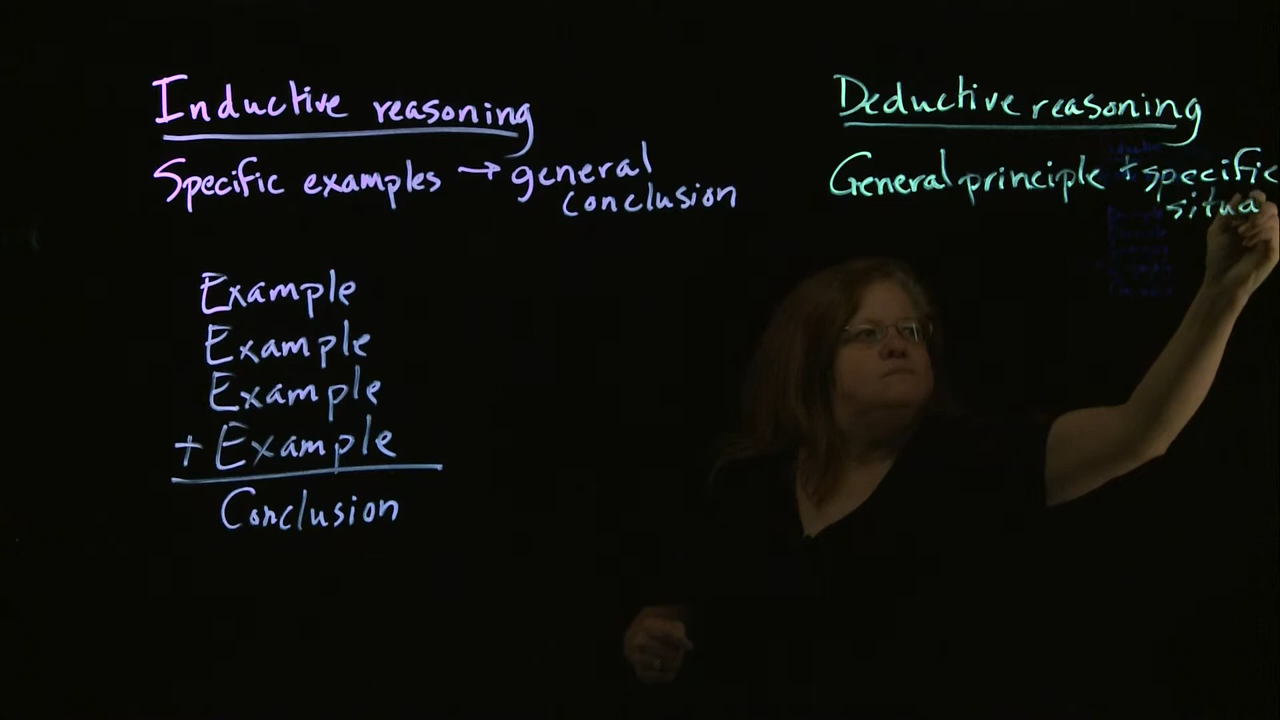 Inductive reasoning
Specific examples → general
conclusion
Example
Example
Example
+ Example
Conclusion
Deductive reasoning
General principle + specific
situa